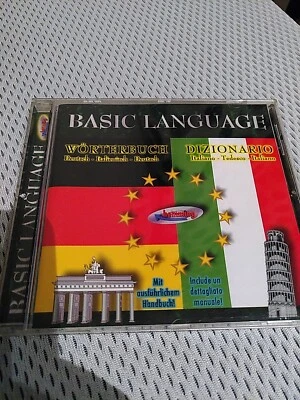 BASIC LANGUAGE
BASIC LANGUAGE
WÖRTERBUCH
Deutsch - Italienisch - Deutsch
DIZIONARIO
Italiano - Tedesco - Italiano
Mit
ausführlichem
Handbuch!
Include un
dettagliato
manuale!